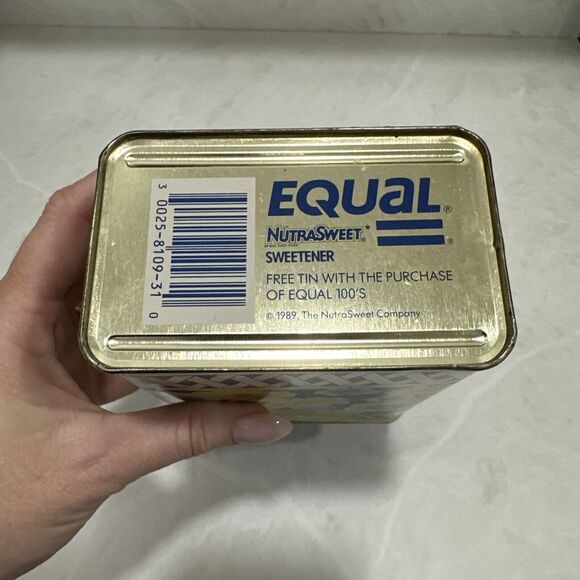 EQUAL®
NUTRASWEET®*
SWEETENER
FREE TIN WITH THE PURCHASE
OF EQUAL 100'S
© 1989, The NutraSweet Company
3 0025-8109-31 0